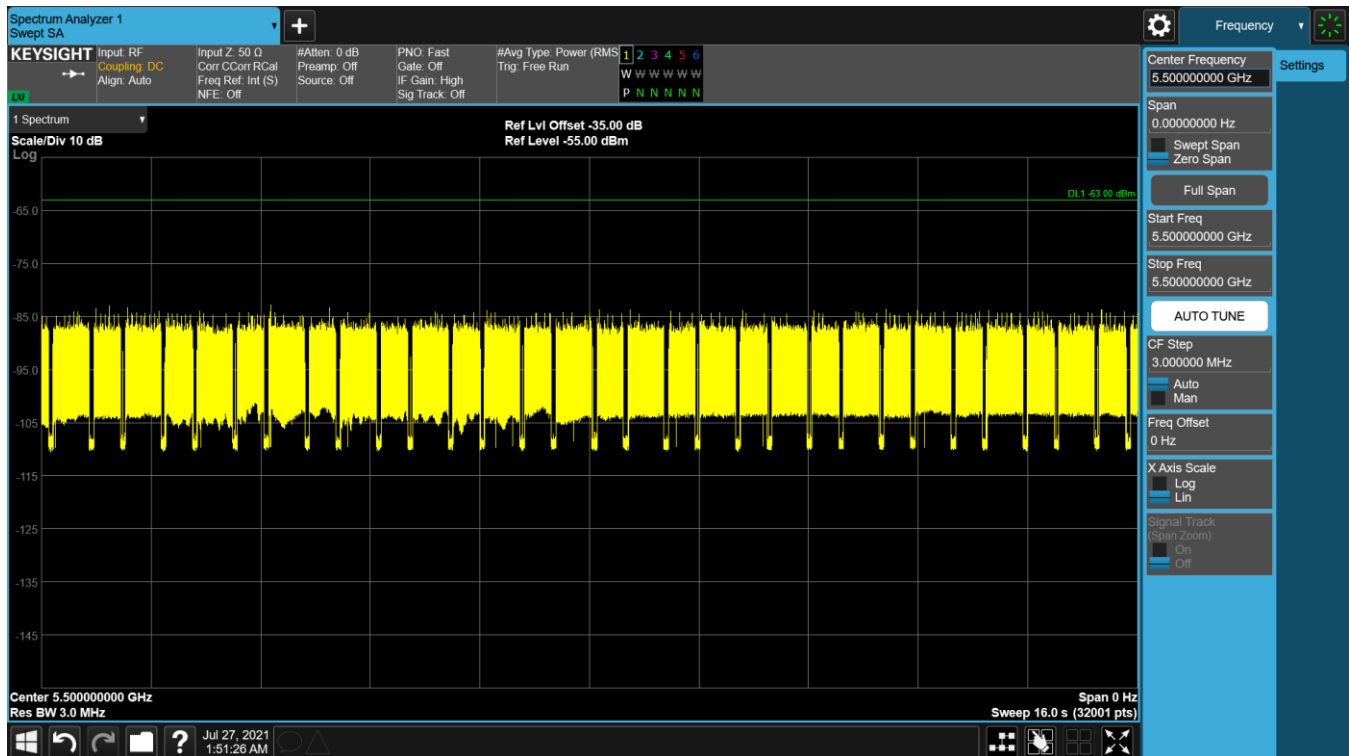 Spectrum Analyzer 1
Swept SA
Frequency
KEYSIGHT
Input: RF
Coupling: DC
Align: Auto
Input Z: 50 Ω
Corr CCorr RCal
Freq Ref: Int (S)
NFE: Off
#Atten: 0 dB
Preamp: Off
Source: Off
PNO: Fast
Gate: Off
IF Gain: High
Sig Track: Off
#Avg Type: Power (RMS
Trig: Free Run
1 2 3 4 5 6
W W W W W W
P N N N N N
LXI
1 Spectrum
Scale/Div 10 dB
Log
Ref Lvl Offset -35.00 dB
Ref Level -55.00 dBm
DL1 -63.00 dBm
-65.0
-75.0
-85.0
-95.0
-105
-115
-125
-135
-145
Center 5.500000000 GHz
Res BW 3.0 MHz
Span 0 Hz
Sweep 16.0 s (32001 pts)
Center Frequency
5.500000000 GHz
Settings
Span
0.00000000 Hz
Swept Span
Zero Span
Full Span
Start Freq
5.500000000 GHz
Stop Freq
5.500000000 GHz
AUTO TUNE
CF Step
3.000000 MHz
Auto
Man
Freq Offset
0 Hz
X Axis Scale
Log
Lin
Signal Track
(Span Zoom)
On
Off
?
Jul 27, 2021
1:51:26 AM